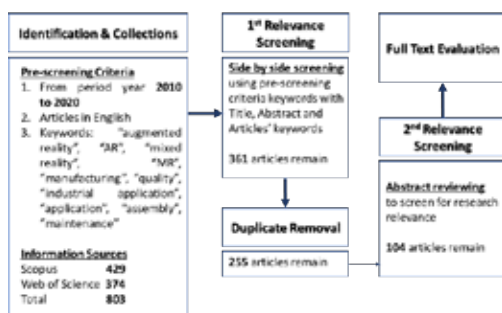 Identification & Collections
Pre-screening Criteria
1. From period year 2010
to 2020
2. Articles in English
3. Keywords: "augmented
reality", "AR", "mixed
reality", "MR",
"manufacturing", "quality",
"industrial application",
"application", "assembly",
"maintenance"
Information Sources
Scopus 429
Web of Science 374
Total 803
1st Relevance
Screening
Side by side screening
using pre-screening
criteria keywords with
Title, Abstract and
Articles' keywords
361 articles remain
Duplicate Removal
255 articles remain
Full Text Evaluation
2nd Relevance
Screening
Abstract reviewing
to screen for research
relevance
104 articles remain